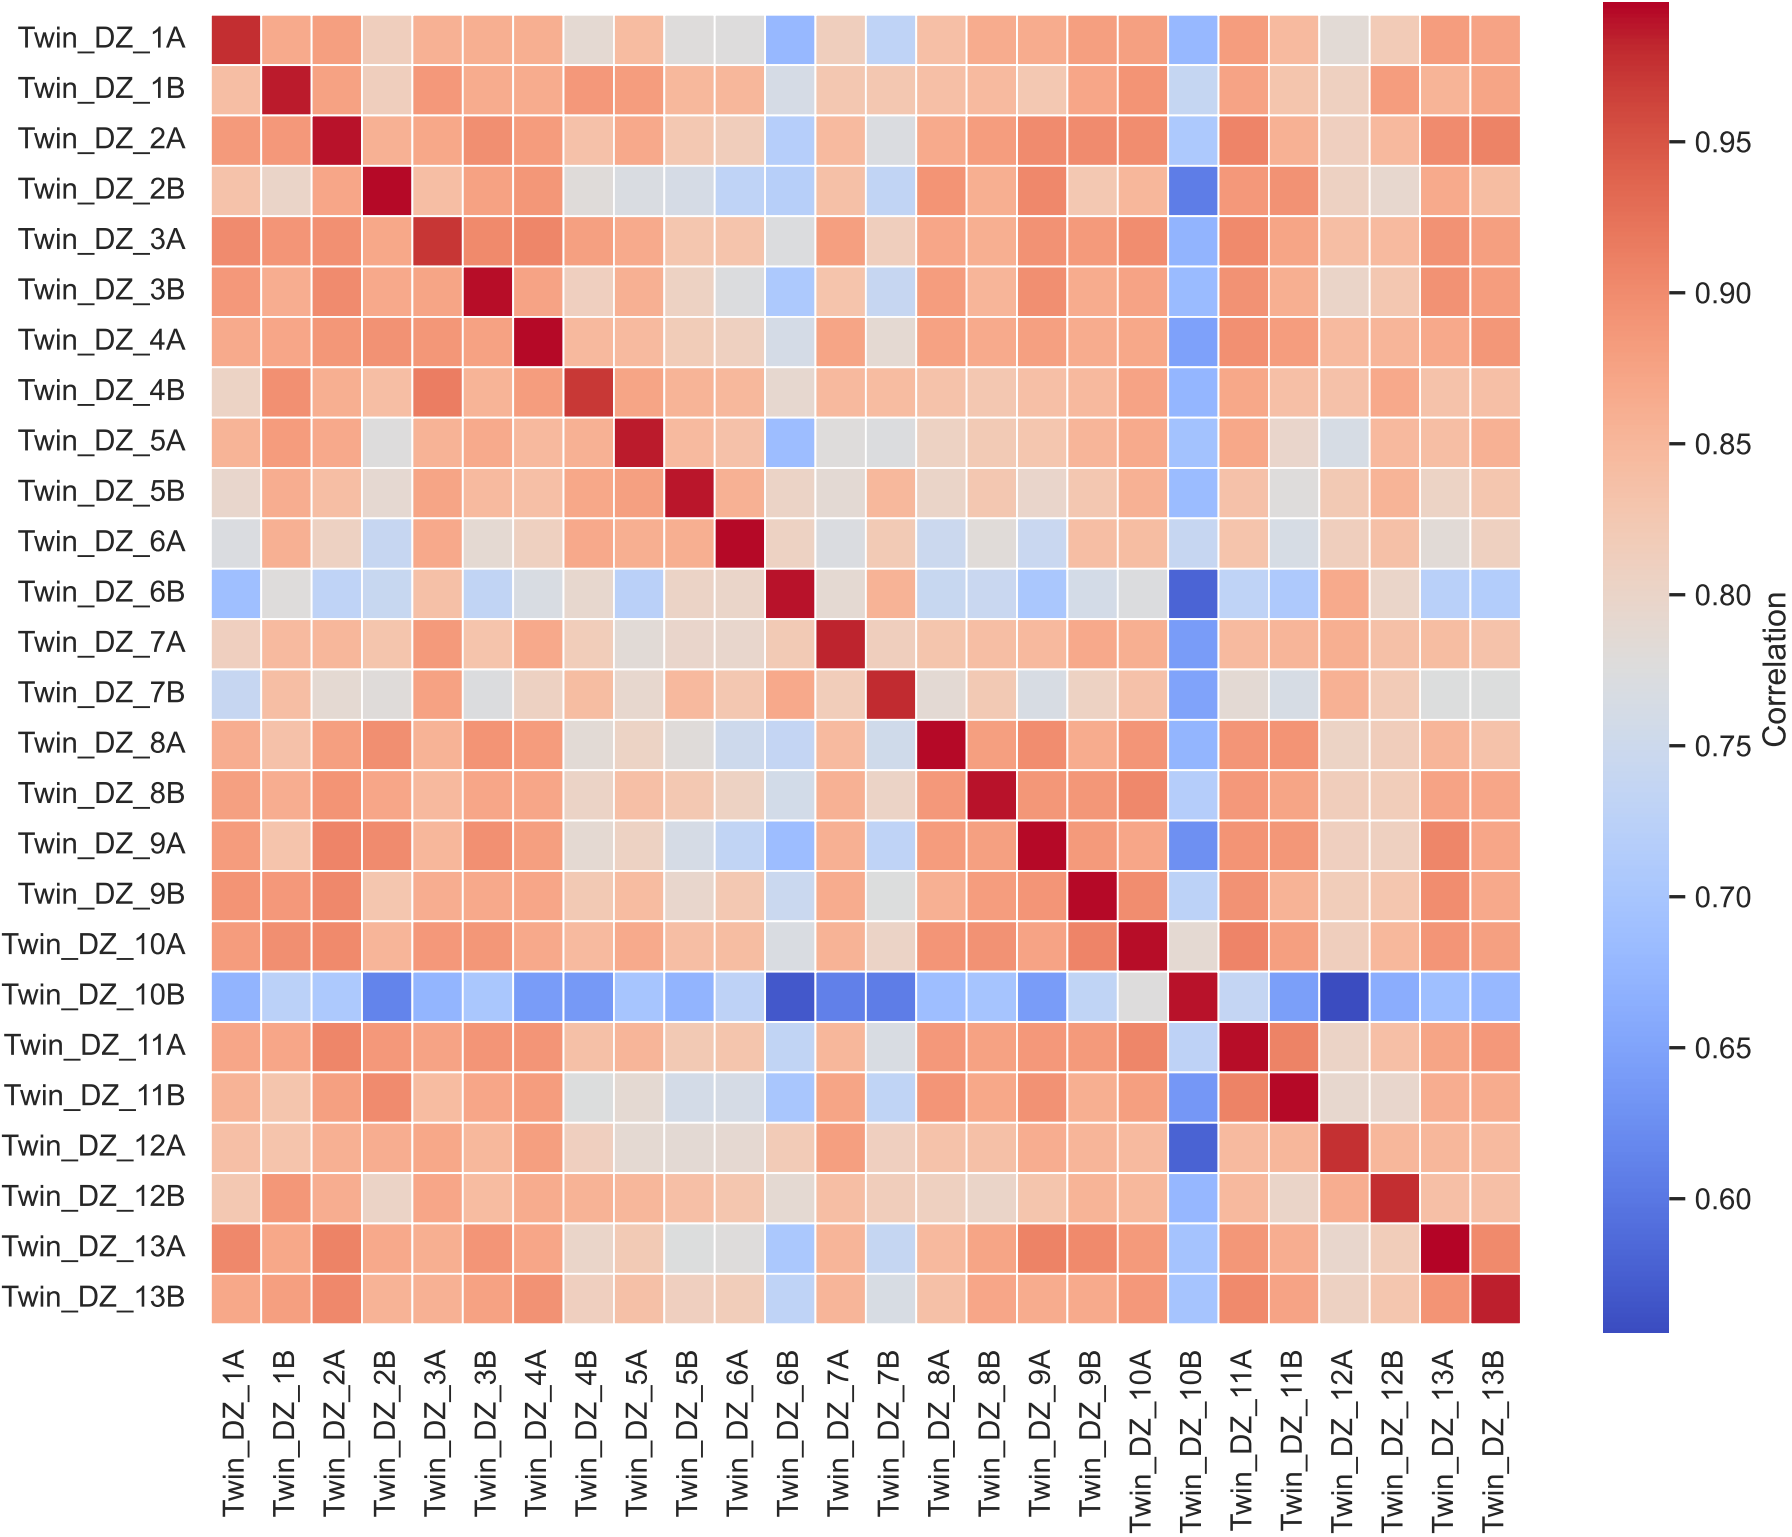 Twin_DZ_1A
Twin_DZ_1B
Twin_DZ_2A
Twin_DZ_2B
Twin_DZ_3A
Twin_DZ_3B
Twin_DZ_4A
Twin_DZ_4B
Twin_DZ_5A
Twin_DZ_5B
Twin_DZ_6A
Twin_DZ_6B
Twin_DZ_7A
Twin_DZ_7B
Twin_DZ_8A
Twin_DZ_8B
Twin_DZ_9A
Twin_DZ_9B
Twin_DZ_10A
Twin_DZ_10B
Twin_DZ_11A
Twin_DZ_11B
Twin_DZ_12A
Twin_DZ_12B
Twin_DZ_13A
Twin_DZ_13B
Twin_DZ_1A
Twin_DZ_1B
Twin_DZ_2A
Twin_DZ_2B
Twin_DZ_3A
Twin_DZ_3B
Twin_DZ_4A
Twin_DZ_4B
Twin_DZ_5A
Twin_DZ_5B
Twin_DZ_6A
Twin_DZ_6B
Twin_DZ_7A
Twin_DZ_7B
Twin_DZ_8A
Twin_DZ_8B
Twin_DZ_9A
Twin_DZ_9B
Twin_DZ_10A
Twin_DZ_10B
Twin_DZ_11A
Twin_DZ_11B
Twin_DZ_12A
Twin_DZ_12B
Twin_DZ_13A
Twin_DZ_13B
0.95
0.90
0.85
0.80
0.75
0.70
0.65
0.60
Correlation